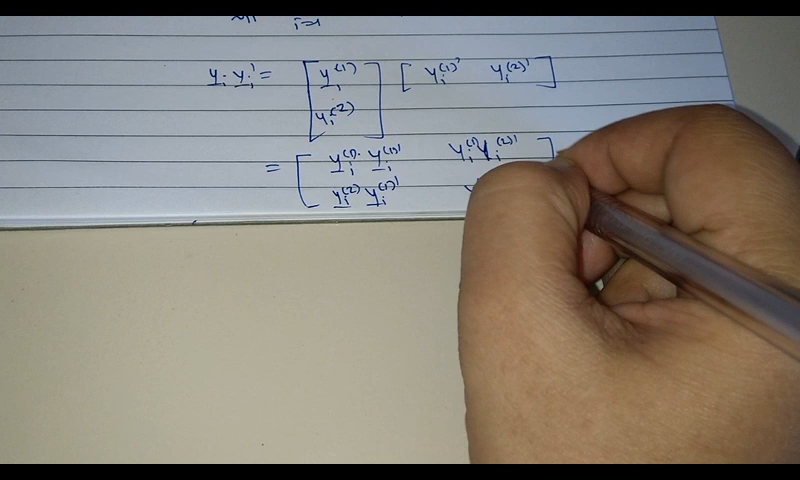 i=1
y_i y_i' = [ y_i^(1) ; y_i^(2) ] [ y_i^(1)' y_i^(2)' ]
= [ y_i^(1) . y_i^(1)' y_i^(1) y_i^(2)' ;
y_i^(2) y_i^(1)'